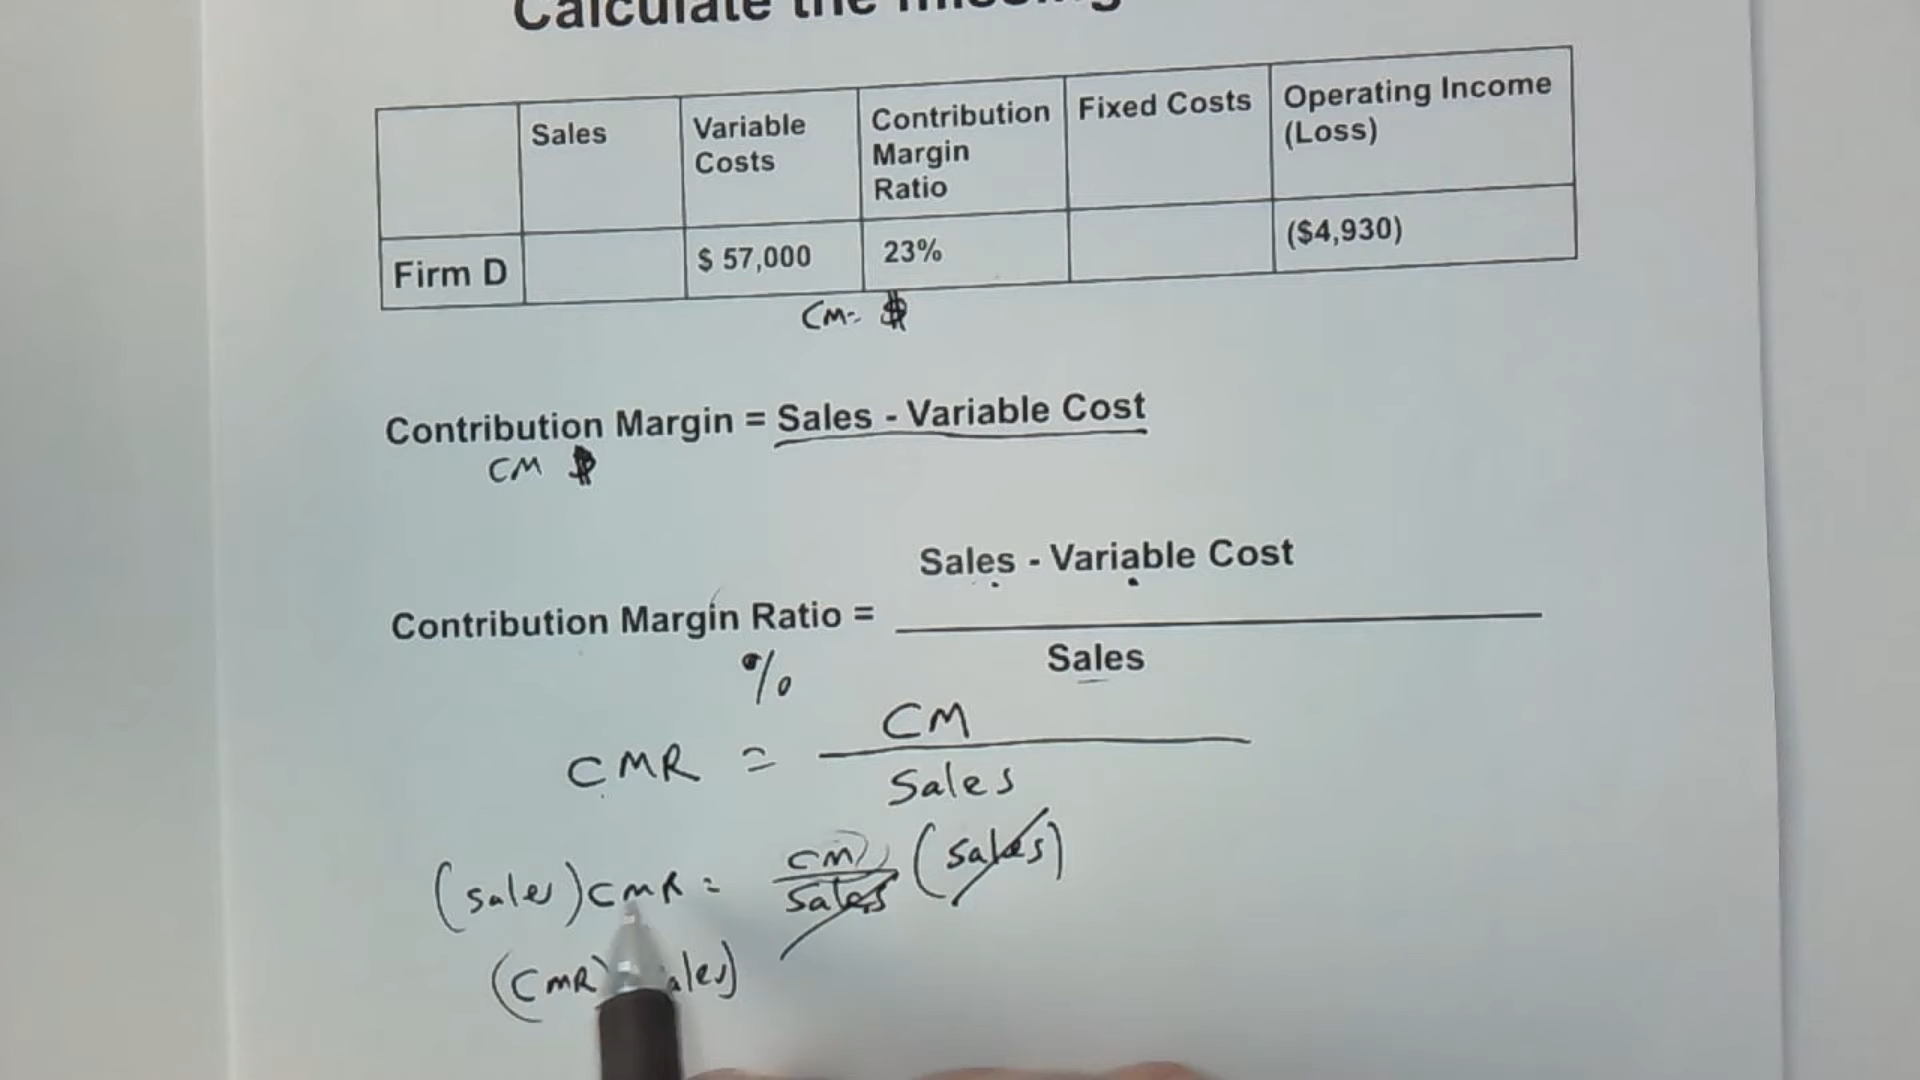 Calculate the missing
Sales
Variable
Costs
Contribution
Margin
Ratio
Fixed Costs
Operating Income
(Loss)
Firm D
$ 57,000
23%
($4,930)
CM= $
Contribution Margin = Sales - Variable Cost
CM $
Sales - Variable Cost
Contribution Margin Ratio =
Sales
%
CM
CMR =
Sales
(sales)CMR = CM (sales)
Sales
(CMR)